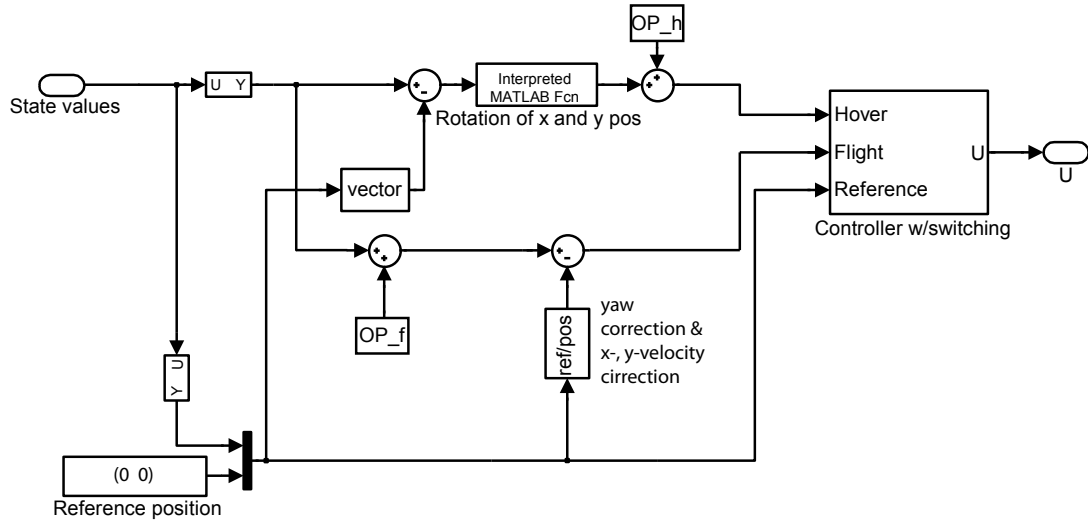 OP_h
+
-
+
+
U Y
Interpreted
MATLAB Fcn
State values
Rotation of x and y pos
Hover
Flight
U
Reference
U
vector
Controller w/switching
+
+
+
-
OP_f
ref/pos
yaw
correction &
x-, y-velocity
cirrection
Y U
(0 0)
Reference position